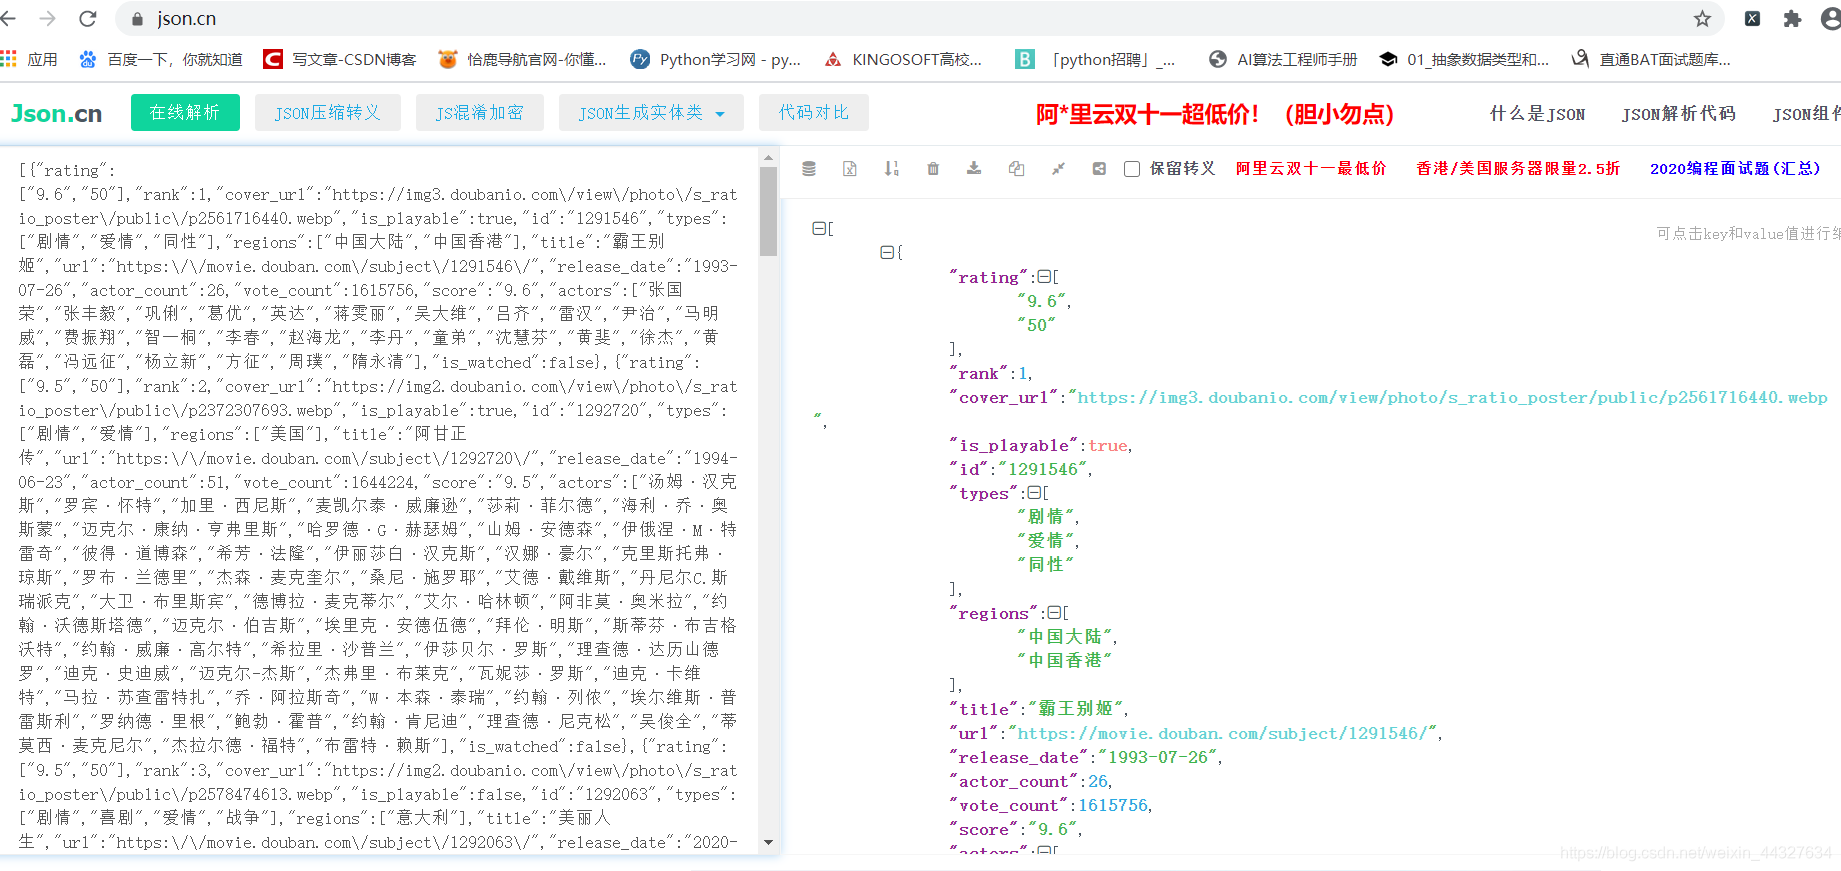 json.cn
应用 百度一下，你就知道 写文章-CSDN博客 恰鹿导航官网-你懂... Python学习网 - py... KINGOSOFT高校... 「python招聘」_... AI算法工程师手册 01_抽象数据类型和... 直通BAT面试题库...
Json.cn 在线解析 JSON压缩转义 JS混淆加密 JSON生成实体类 代码对比 阿*里云双十一超低价！（胆小勿点） 什么是JSON JSON解析代码 JSON组件
[{"rating":
["9.6","50"],"rank":1,"cover_url":"https://img3.doubanio.com\/view\/photo\/s_rat
io_poster\/public\/p2561716440.webp","is_playable":true,"id":"1291546","types":
["剧情","爱情","同性"],"regions":["中国大陆","中国香港"],"title":"霸王别
姬","url":"https:\/\/movie.douban.com\/subject\/1291546\/","release_date":"1993-
07-26","actor_count":26,"vote_count":1615756,"score":"9.6","actors":["张国
荣","张丰毅","巩俐","葛优","英达","蒋雯丽","吴大维","吕齐","雷汉","尹治","马明
威","费振翔","智一桐","李春","赵海龙","李丹","童弟","沈慧芬","黄斐","徐杰","黄
磊","冯远征","杨立新","方征","周璞","隋永清"],"is_watched":false},{"rating":
["9.5","50"],"rank":2,"cover_url":"https://img2.doubanio.com\/view\/photo\/s_rat
io_poster\/public\/p2372307693.webp","is_playable":true,"id":"1292720","types":
["剧情","爱情"],"regions":["美国"],"title":"阿甘正
传","url":"https:\/\/movie.douban.com\/subject\/1292720\/","release_date":"1994-
06-23","actor_count":51,"vote_count":1644224,"score":"9.5","actors":["汤姆·汉克
斯","罗宾·怀特","加里·西尼斯","麦凯尔泰·威廉逊","莎莉·菲尔德","海利·乔·奥
斯蒙","迈克尔·康纳·亨弗里斯","哈罗德·G·赫瑟姆","山姆·安德森","伊俄涅·M·特
雷奇","彼得·道博森","希芳·法隆","伊丽莎白·汉克斯","汉娜·豪尔","克里斯托弗·
琼斯","罗布·兰德里","杰森·麦克奎尔","桑尼·施罗耶","艾德·戴维斯","丹尼尔C.斯
瑞派克","大卫·布里斯宾","德博拉·麦克蒂尔","艾尔·哈林顿","阿非莫·奥米拉","约
翰·沃德斯塔德","迈克尔·伯吉斯","埃里克·安德伍德","拜伦·明斯","斯蒂芬·布吉格
沃特","约翰·威廉·高尔特","希拉里·沙普兰","伊莎贝尔·罗斯","理查德·达历山德
罗","迪克·史迪威","迈克尔-杰斯","杰弗里·布莱克","瓦妮莎·罗斯","迪克·卡维
特","马拉·苏查雷特扎","乔·阿拉斯奇","W·本森·泰瑞","约翰·列侬","埃尔维斯·普
雷斯利","罗纳德·里根","鲍勃·霍普","约翰·肯尼迪","理查德·尼克松","吴俊全","蒂
莫西·麦克尼尔","杰拉尔德·福特","布雷特·赖斯"],"is_watched":false},{"rating":
["9.5","50"],"rank":3,"cover_url":"https://img2.doubanio.com\/view\/photo\/s_rat
io_poster\/public\/p2578474613.webp","is_playable":false,"id":"1292063","types":
["剧情","喜剧","爱情","战争"],"regions":["意大利"],"title":"美丽人
生","url":"https:\/\/movie.douban.com\/subject\/1292063\/","release_date":"2020-
保留转义 阿里云双十一最低价 香港/美国服务器限量2.5折 2020编程面试题(汇总)
可点击key和value值进行编
[
{
"rating":[
"9.6",
"50"
],
"rank":1,
"cover_url":"https://img3.doubanio.com/view/photo/s_ratio_poster/public/p2561716440.webp
",
"is_playable":true,
"id":"1291546",
"types":[
"剧情",
"爱情",
"同性"
],
"regions":[
"中国大陆",
"中国香港"
],
"title":"霸王别姬",
"url":"https://movie.douban.com/subject/1291546/",
"release_date":"1993-07-26",
"actor_count":26,
"vote_count":1615756,
"score":"9.6",
"actors":[
https://blog.csdn.net/weixin_44327634